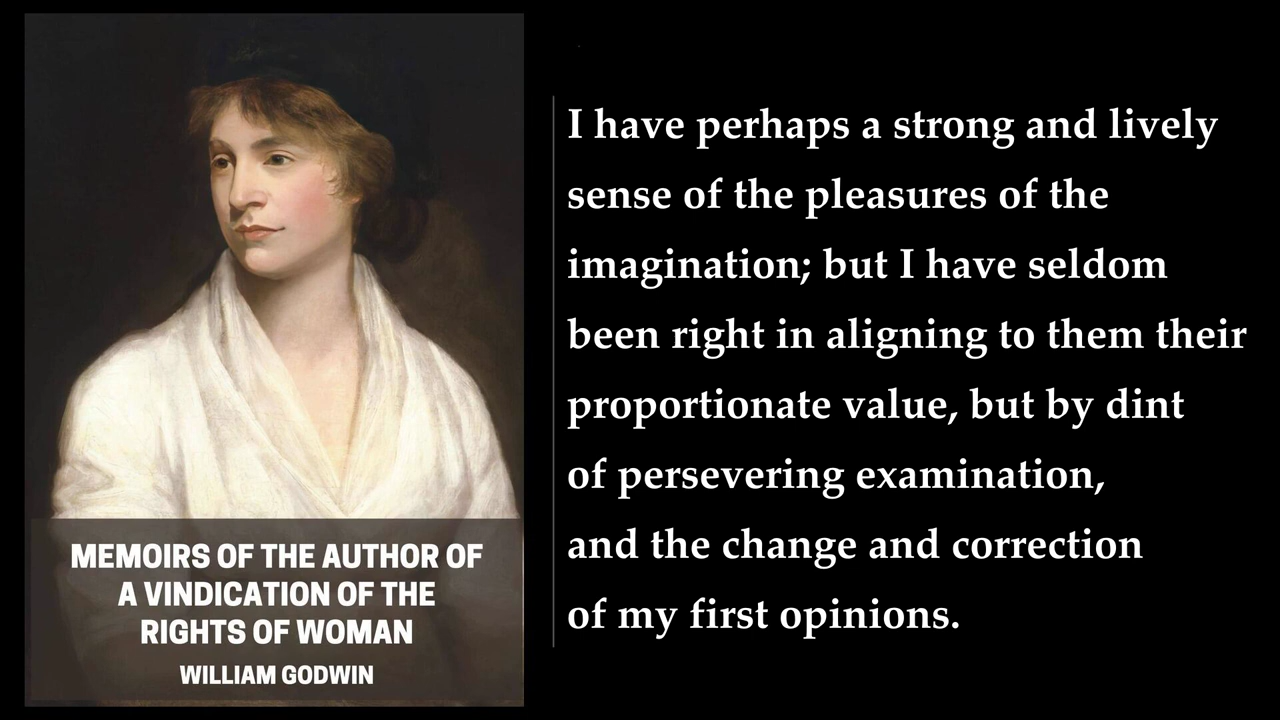 MEMOIRS OF THE AUTHOR OF
A VINDICATION OF THE
RIGHTS OF WOMAN
WILLIAM GODWIN
I have perhaps a strong and lively
sense of the pleasures of the
imagination; but I have seldom
been right in aligning to them their
proportionate value, but by dint
of persevering examination,
and the change and correction
of my first opinions.